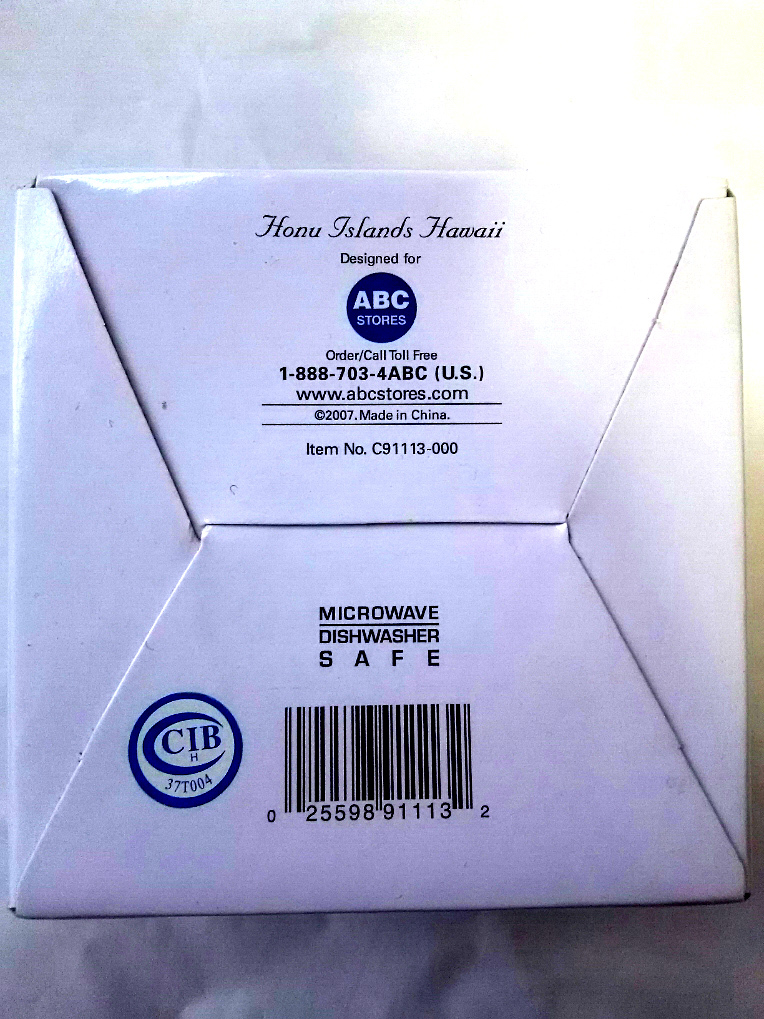 Honu Islands Hawaii
Designed for
ABC
STORES
Order/Call Toll Free
1-888-703-4ABC (U.S.)
www.abcstores.com
©2007. Made in China.
Item No. C91113-000
MICROWAVE
DISHWASHER
SAFE
CIB
H
37T004
0 25598 91113 2